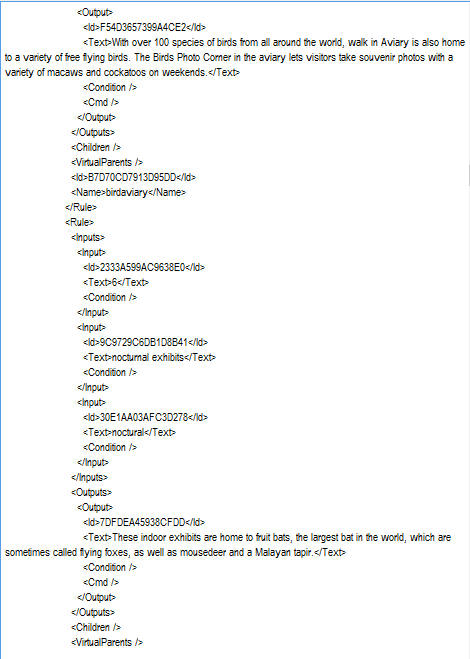 <Output>
<Id>F54D3657399A4CE2</Id>
<Text>With over 100 species of birds from all around the world, walk in Aviary is also home
to a variety of free flying birds. The Birds Photo Corner in the aviary lets visitors take souvenir photos with a
variety of macaws and cockatoos on weekends.</Text>
<Condition />
<Cmd />
</Output>
</Outputs>
<Children />
<VirtualParents />
<Id>B7D70CD7913D95DD</Id>
<Name>birdaviary</Name>
</Rule>
<Rule>
<Inputs>
<Input>
<Id>2333A599AC9638E0</Id>
<Text>6</Text>
<Condition />
</Input>
<Input>
<Id>9C9729C6DB1D8B41</Id>
<Text>nocturnal exhibits</Text>
<Condition />
</Input>
<Input>
<Id>30E1AA03AFC3D278</Id>
<Text>noctural</Text>
<Condition />
</Input>
</Inputs>
<Outputs>
<Output>
<Id>7DFDEA45938CFDD</Id>
<Text>These indoor exhibits are home to fruit bats, the largest bat in the world, which are
sometimes called flying foxes, as well as mousedeer and a Malayan tapir.</Text>
<Condition />
<Cmd />
</Output>
</Outputs>
<Children />
<VirtualParents />